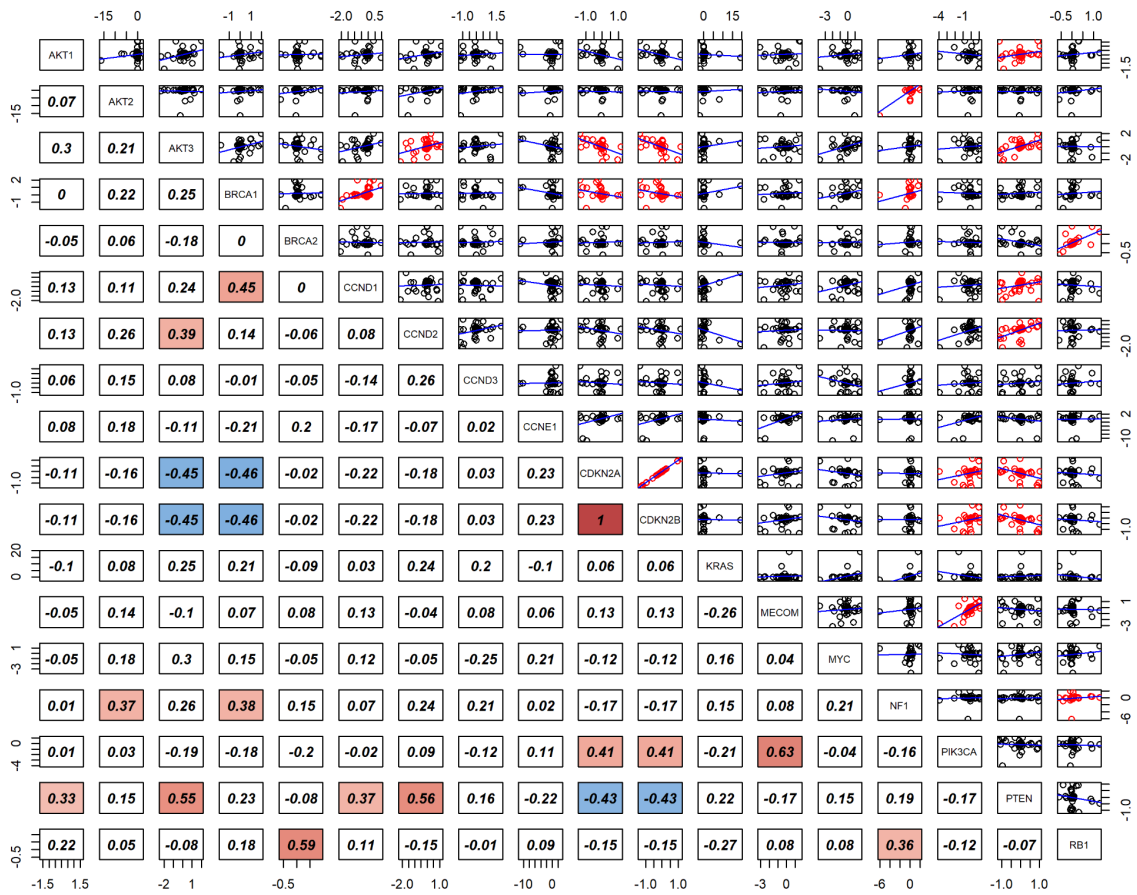 -15 0 -1 1 -2.0 0.5 -1.0 1.5 -1.0 1.0 0 15 -3 0 -4 -1 -0.5 1.0
AKT1 -1.5
-15 0.07 AKT2
0.3 0.21 AKT3 -2 0
-1 2 0 0.22 0.25 BRCA1
-0.05 0.06 -0.18 0 BRCA2 -0.5
-2.0 0.13 0.11 0.24 0.45 0 CCND1
0.13 0.26 0.39 0.14 -0.06 0.08 CCND2 -2.0
-1.0 0.06 0.15 0.08 -0.01 -0.05 -0.14 0.26 CCND3
0.08 0.18 -0.11 -0.21 0.2 -0.17 -0.07 0.02 CCNE1 -10 2
-1.0 -0.11 -0.16 -0.45 -0.46 -0.02 -0.22 -0.18 0.03 0.23 CDKN2A
-0.11 -0.16 -0.45 -0.46 -0.02 -0.22 -0.18 0.03 0.23 1 CDKN2B -1.0
0 20 -0.1 0.08 0.25 0.21 -0.09 0.03 0.24 0.2 -0.1 0.06 0.06 KRAS
-0.05 0.14 -0.1 0.07 0.08 0.13 -0.04 0.08 0.06 0.13 0.13 -0.26 MECOM -3 1
-3 1 -0.05 0.18 0.3 0.15 -0.05 0.12 -0.05 -0.25 0.21 -0.12 -0.12 0.16 0.04 MYC
0.01 0.37 0.26 0.38 0.15 0.07 0.24 0.21 0.02 -0.17 -0.17 0.15 0.08 0.21 NF1 -6 0
-4 0 0.01 0.03 -0.19 -0.18 -0.2 -0.02 0.09 -0.12 0.11 0.41 0.41 -0.21 0.63 -0.04 -0.16 PIK3CA
0.33 0.15 0.55 0.23 -0.08 0.37 0.56 0.16 -0.22 -0.43 -0.43 0.22 -0.17 0.15 0.19 -0.17 PTEN -1.0
-0.5 0.22 0.05 -0.08 0.18 0.59 0.11 -0.15 -0.01 0.09 -0.15 -0.15 -0.27 0.08 0.08 0.36 -0.12 -0.07 RB1
-1.5 1.5 -2 0 -0.5 -2.0 1.0 -10 0 -1.0 1.0 -3 0 -6 0 -1.0 1.0